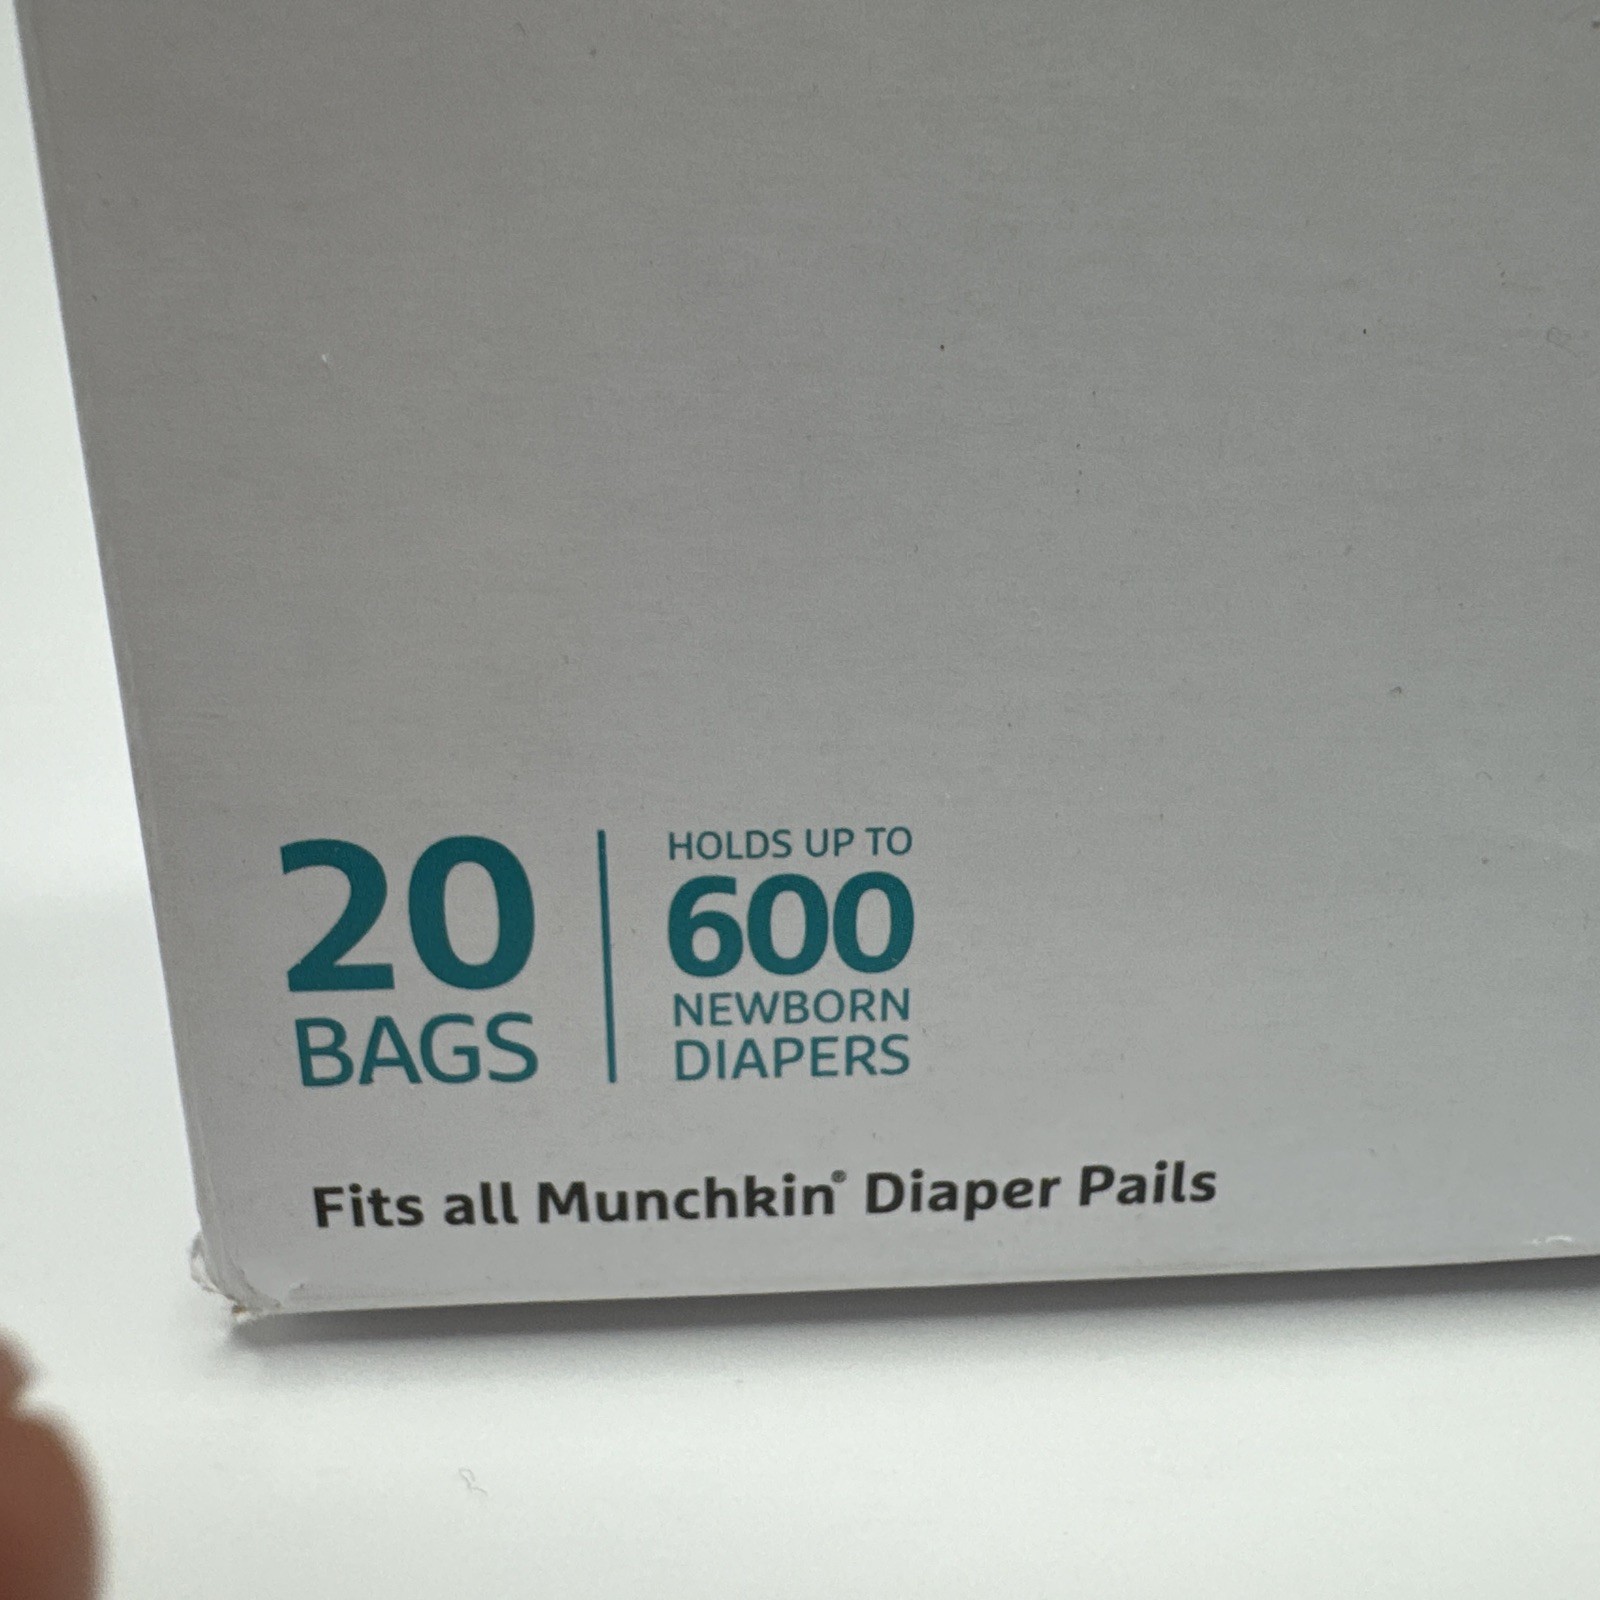 20
BAGS
HOLDS UP TO
600
NEWBORN
DIAPERS
Fits all Munchkin® Diaper Pails